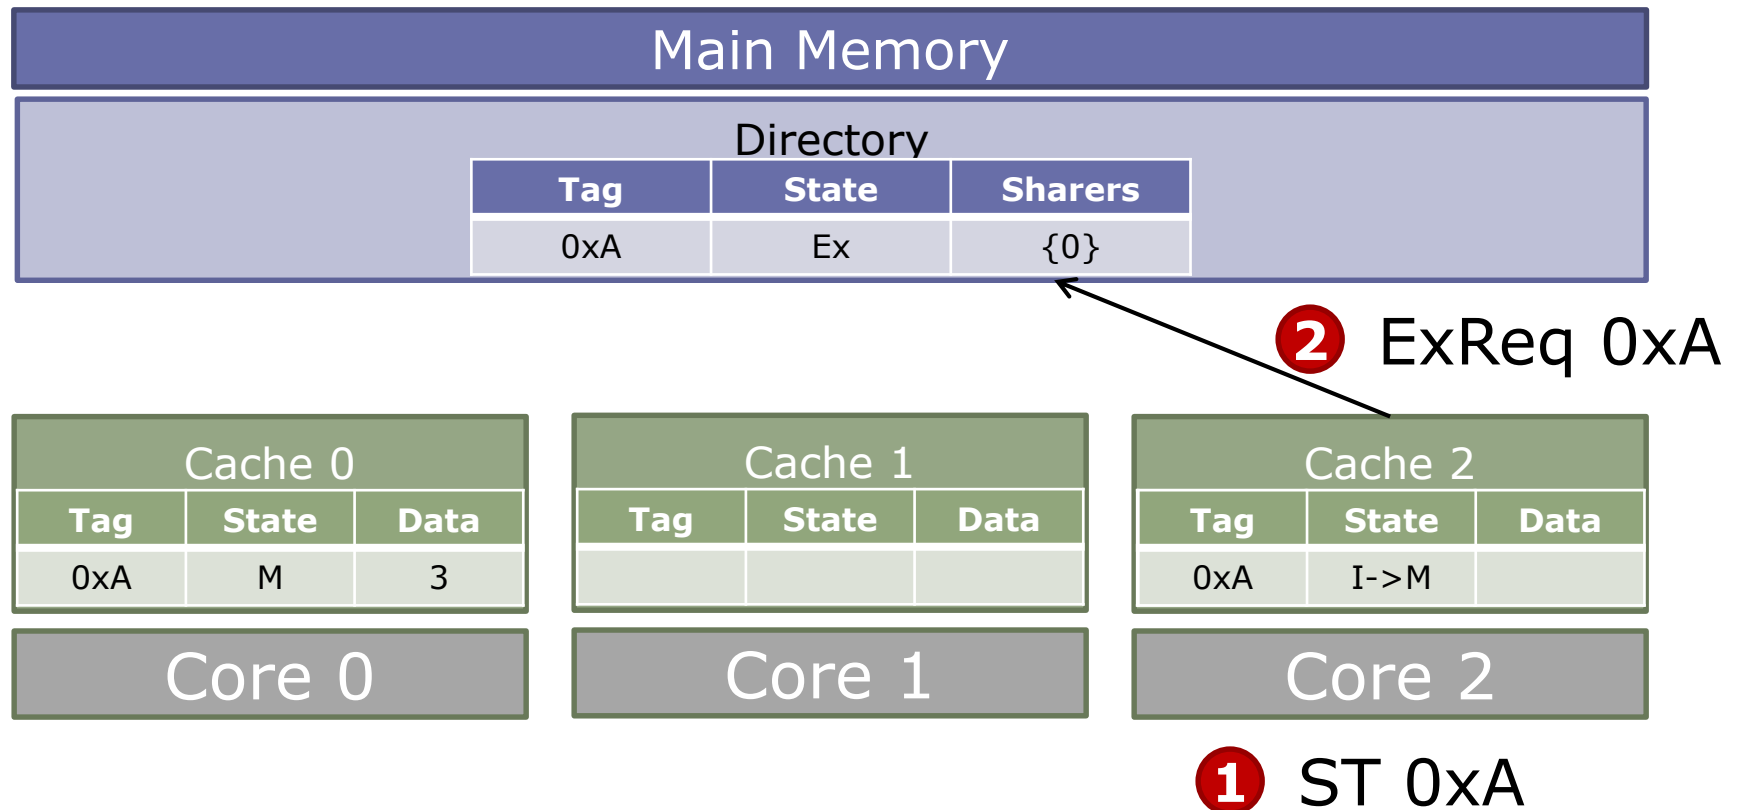 Main Memory
Directory
Tag State Sharers
0xA Ex {0}
2 ExReq 0xA
Cache 0
Tag State Data
0xA M 3
Cache 1
Tag State Data
Cache 2
Tag State Data
0xA I->M
Core 0
Core 1
Core 2
1 ST 0xA